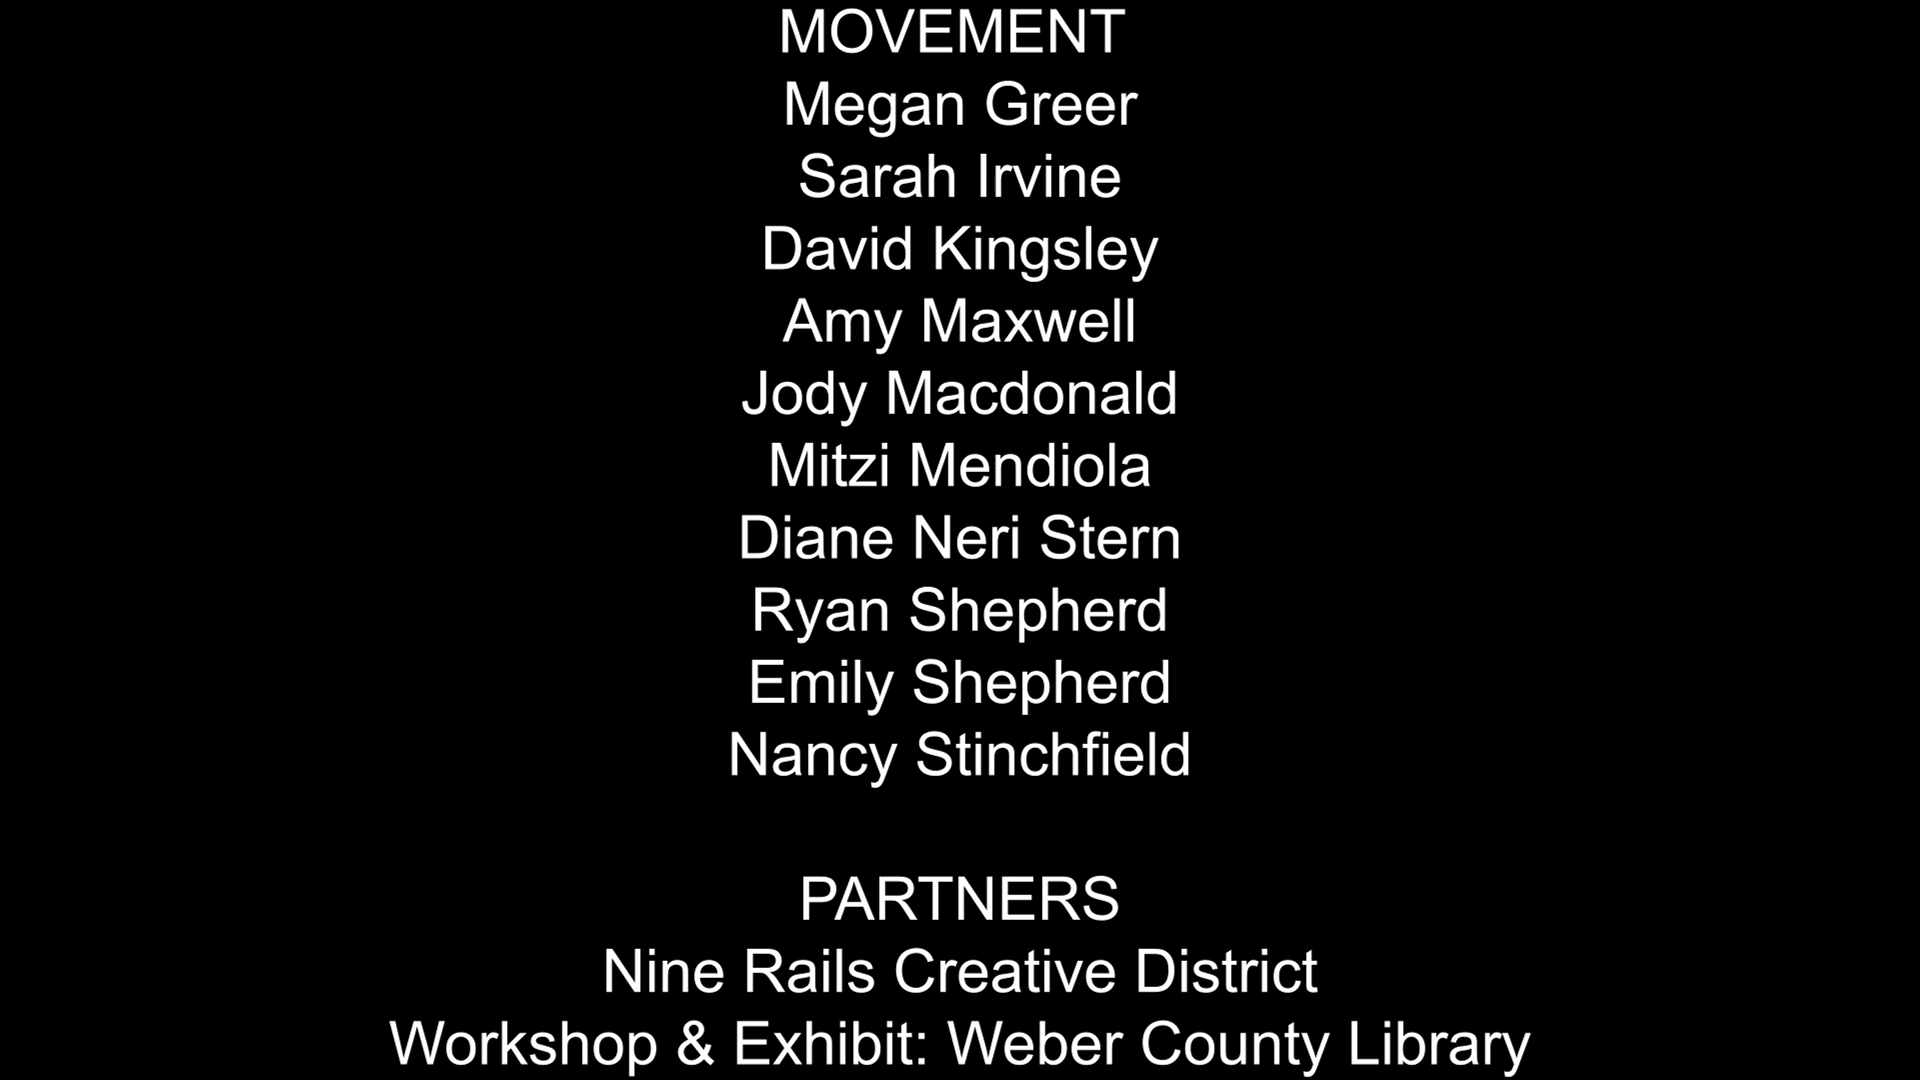 MOVEMENT
Megan Greer
Sarah Irvine
David Kingsley
Amy Maxwell
Jody Macdonald
Mitzi Mendiola
Diane Neri Stern
Ryan Shepherd
Emily Shepherd
Nancy Stinchfield
PARTNERS
Nine Rails Creative District
Workshop & Exhibit: Weber County Library